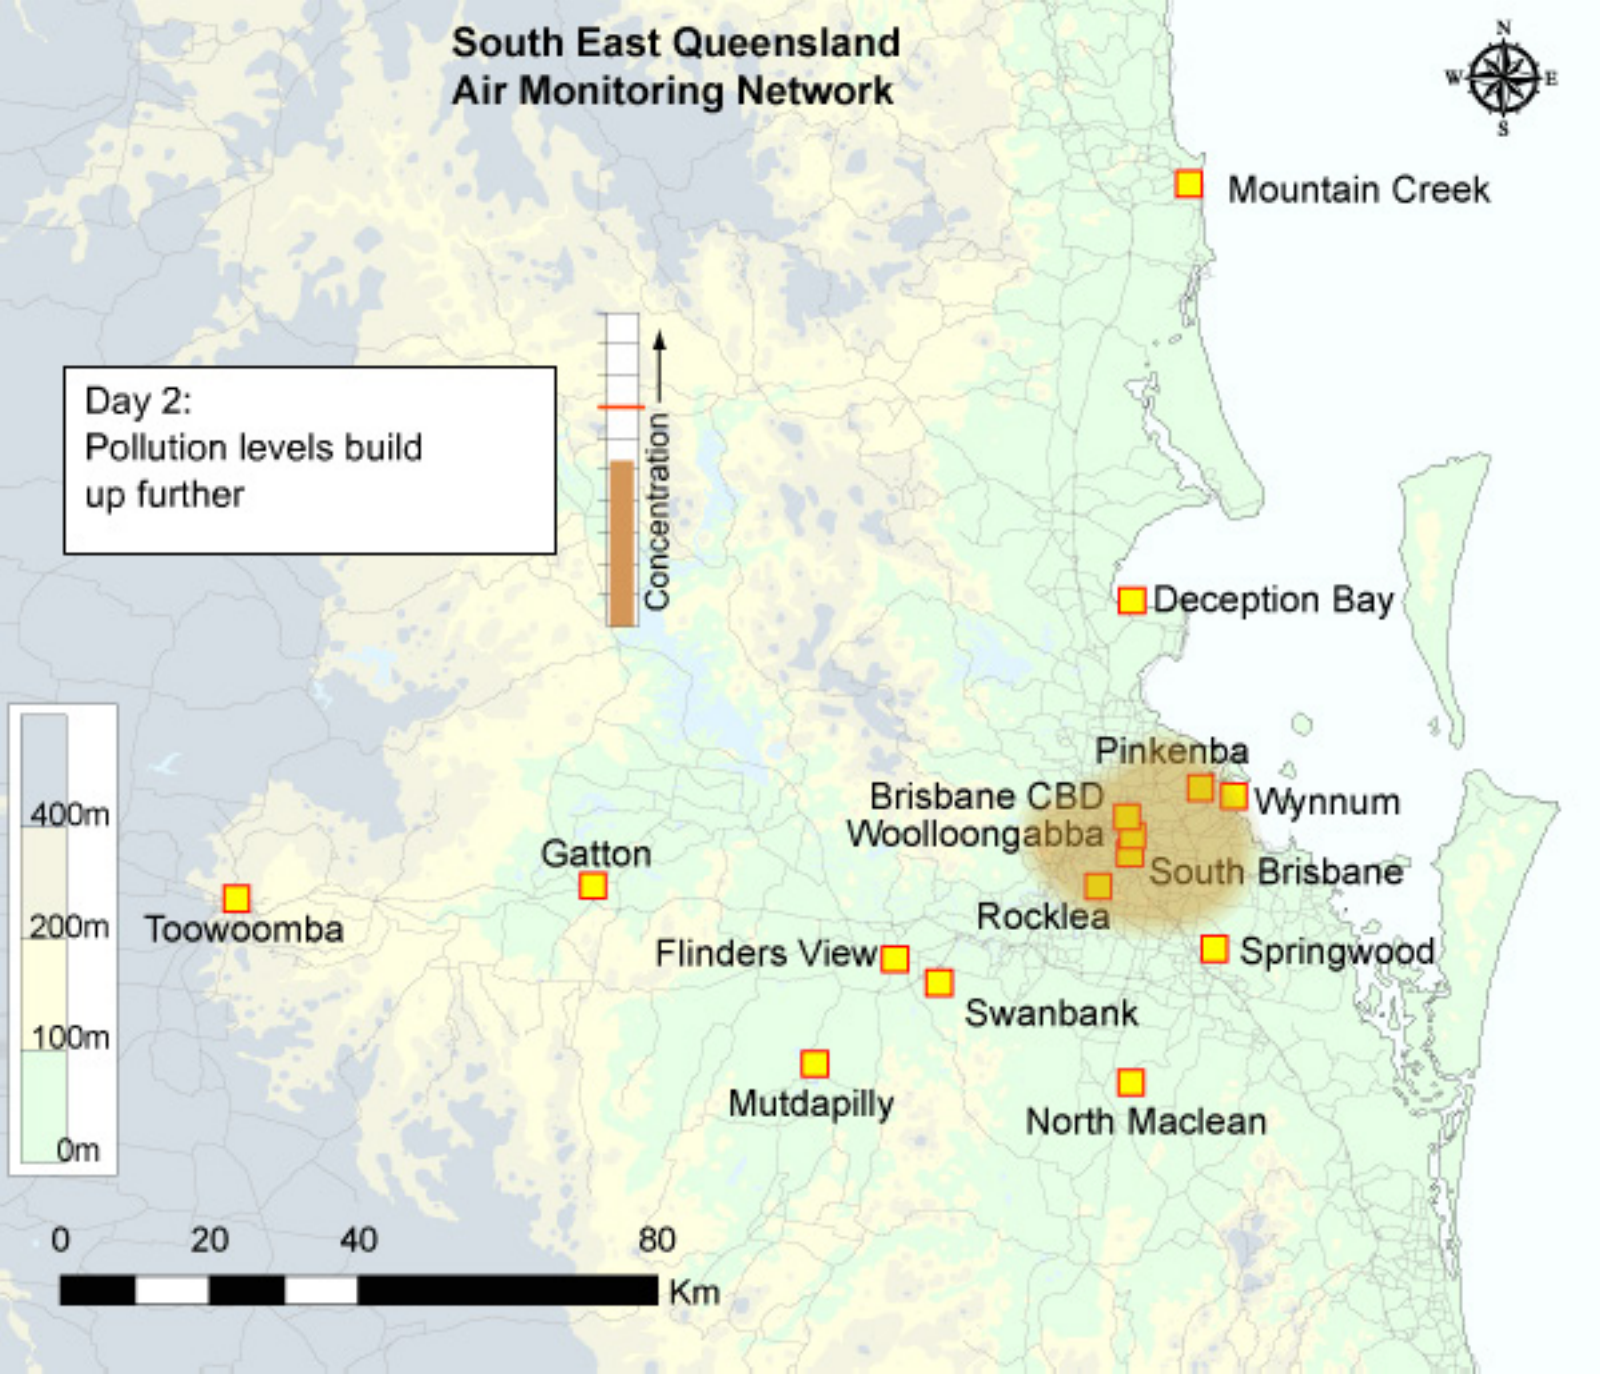 South East Queensland
Air Monitoring Network
N
W E
S
Mountain Creek
Day 2:
Pollution levels build
up further
Concentration
Deception Bay
Pinkenba
Brisbane CBD
Wynnum
Woolloongabba
South Brisbane
Rocklea
Gatton
Toowoomba
Flinders View
Springwood
Swanbank
Mutdapilly
North Maclean
400m
200m
100m
0m
0 20 40 80
Km